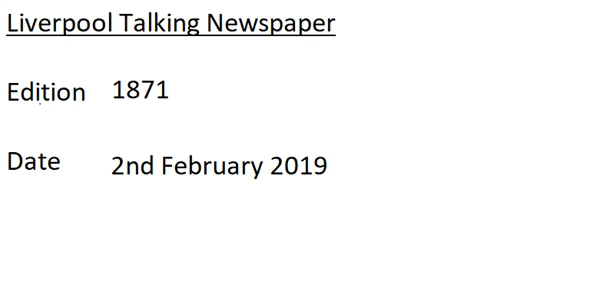 Liverpool Talking Newspaper
Edition 1871
Date 2nd February 2019